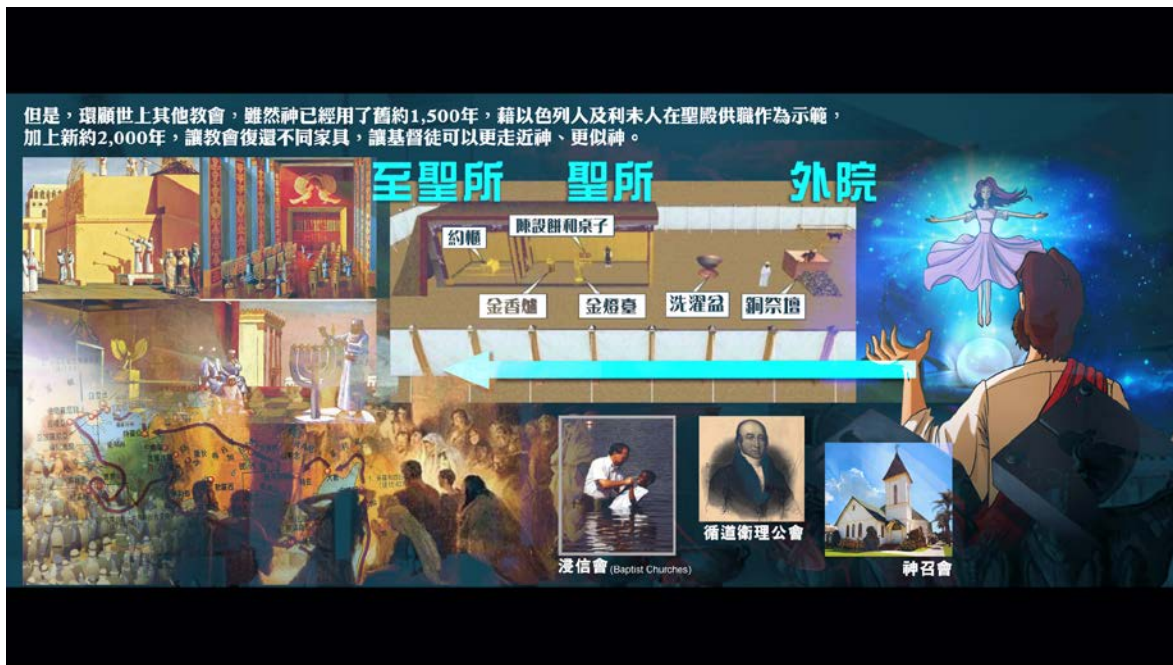 但是，環顧世上其他教會，雖然神已經用了舊約1,500年，藉以色列人及利未人在聖殿供職作為示範，
加上新約2,000年，讓教會復還不同家具，讓基督徒可以更走近神、更似神。
至聖所 聖所 外院
約櫃 陳設餅和桌子
金香爐 金燈臺 洗濯盆 銅祭壇
循道衛理公會
浸信會 (Baptist Churches) 神召會